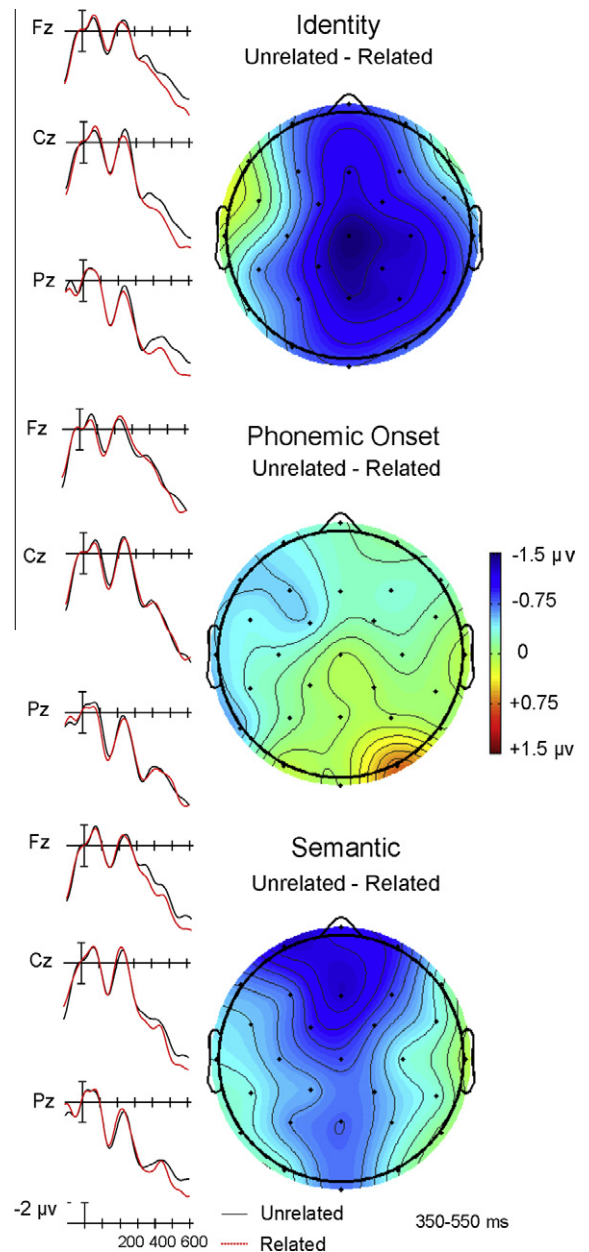 Identity
Unrelated - Related
Fz
Cz
Pz
Phonemic Onset
Unrelated - Related
Fz
Cz
Pz
-1.5 μv
-0.75
0
+0.75
+1.5 μv
Semantic
Unrelated - Related
Fz
Cz
Pz
-2 μv
200 400 600
Unrelated
Related
350-550 ms